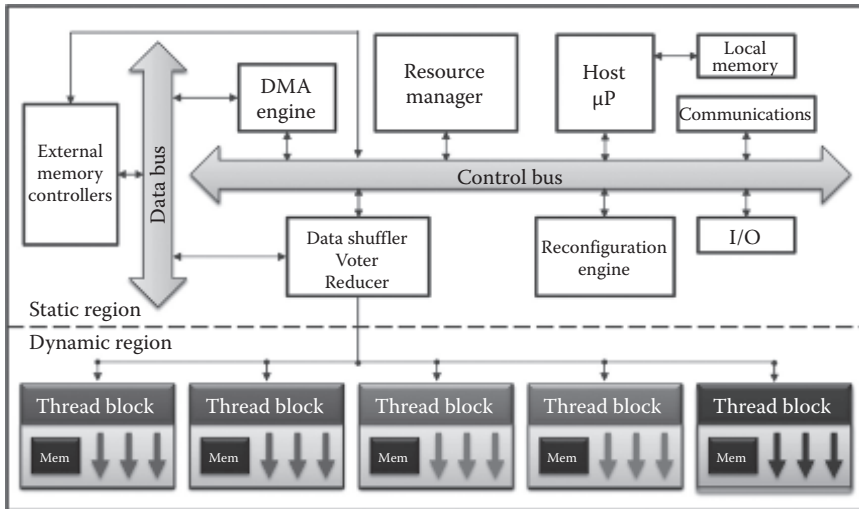 DMA
engine
Resource
manager
Host
µP
Local
memory
Communications
External
memory
controllers
Data bus
Control bus
Data shuffler
Voter
Reducer
Reconfiguration
engine
I/O
Static region
Dynamic region
Thread block
Mem
Thread block
Mem
Thread block
Mem
Thread block
Mem
Thread block
Mem